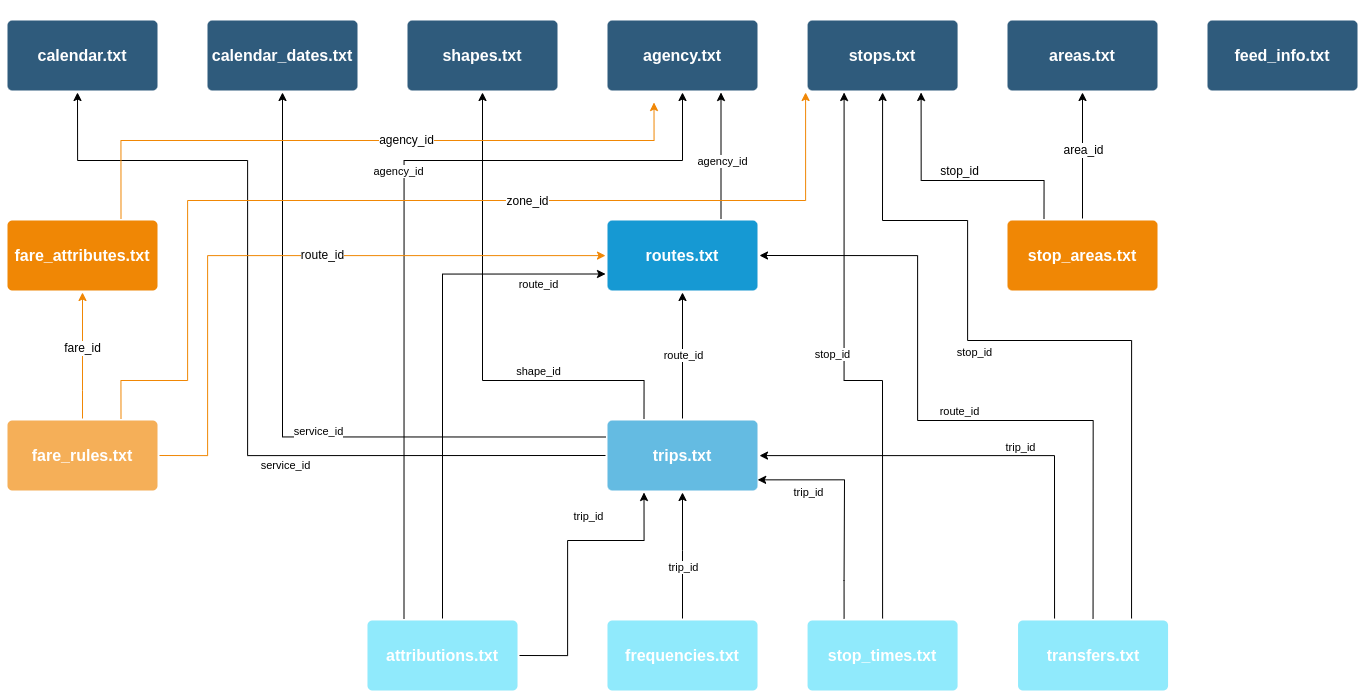 calendar.txt
calendar_dates.txt
shapes.txt
agency.txt
stops.txt
areas.txt
feed_info.txt
agency_id
agency_id
agency_id
area_id
stop_id
zone_id
fare_attributes.txt
route_id
routes.txt
stop_areas.txt
route_id
fare_id
route_id
stop_id
stop_id
shape_id
route_id
service_id
trip_id
fare_rules.txt
trips.txt
service_id
trip_id
trip_id
trip_id
attributions.txt
frequencies.txt
stop_times.txt
transfers.txt